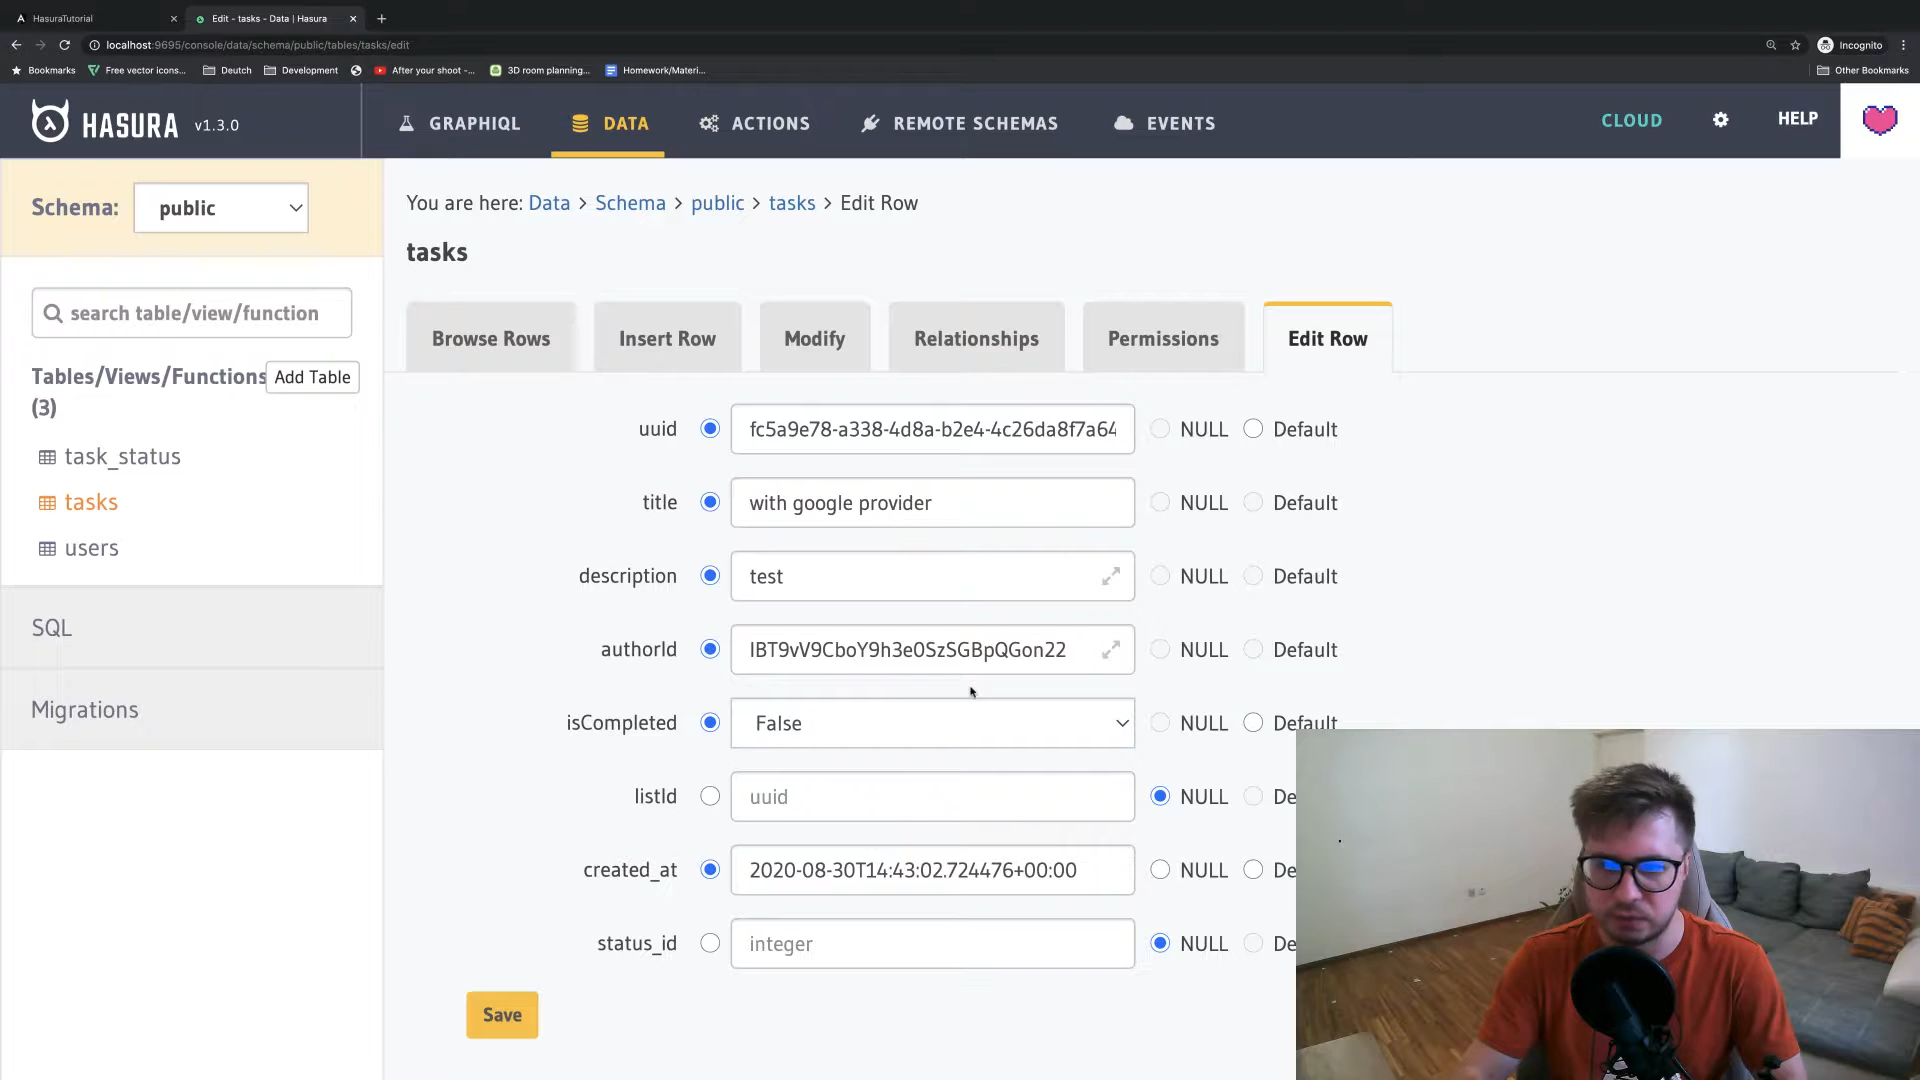 HasuraTutorial
Edit - tasks - Data | Hasura
localhost:9695/console/data/schema/public/tables/tasks/edit
Incognito
Bookmarks
Free vector icons...
Deutch
Development
After your shoot -...
3D room planning...
Homework/Materi...
Other Bookmarks
HASURA v1.3.0
GRAPHIQL
DATA
ACTIONS
REMOTE SCHEMAS
EVENTS
CLOUD
HELP
Schema: public
You are here: Data > Schema > public > tasks > Edit Row
tasks
search table/view/function
Browse Rows
Insert Row
Modify
Relationships
Permissions
Edit Row
Tables/Views/Functions
(3)
Add Table
task_status
tasks
users
SQL
Migrations
uuid fc5a9e78-a338-4d8a-b2e4-4c26da8f7a64 NULL Default
title with google provider NULL Default
description test NULL Default
authorId IBT9vV9CboY9h3e0SzSGBpQGon22 NULL Default
isCompleted False NULL Default
listId uuid NULL De
created_at 2020-08-30T14:43:02.724476+00:00 NULL De
status_id integer NULL De
Save